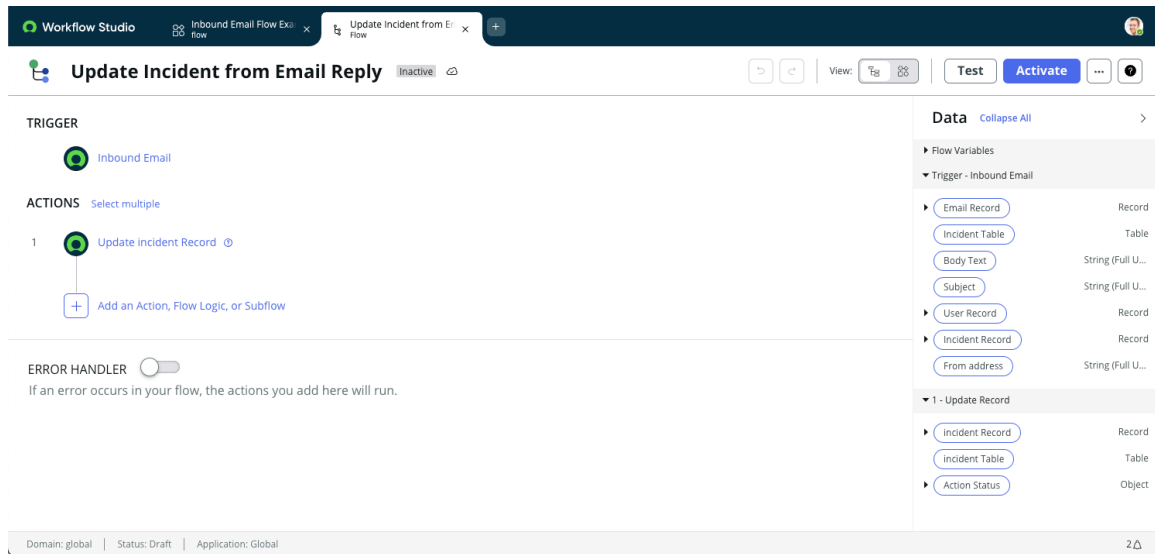 Workflow Studio
Inbound Email Flow Exa
flow
Update Incident from Er
Flow
Update Incident from Email Reply
Inactive
View:
Test
Activate
TRIGGER
Inbound Email
ACTIONS
Select multiple
1
Update incident Record
Add an Action, Flow Logic, or Subflow
ERROR HANDLER
If an error occurs in your flow, the actions you add here will run.
Data
Collapse All
Flow Variables
Trigger - Inbound Email
Email Record Record
Incident Table Table
Body Text String (Full U...
Subject String (Full U...
User Record Record
Incident Record Record
From address String (Full U...
1 - Update Record
incident Record Record
incident Table Table
Action Status Object
Domain: global | Status: Draft | Application: Global
2